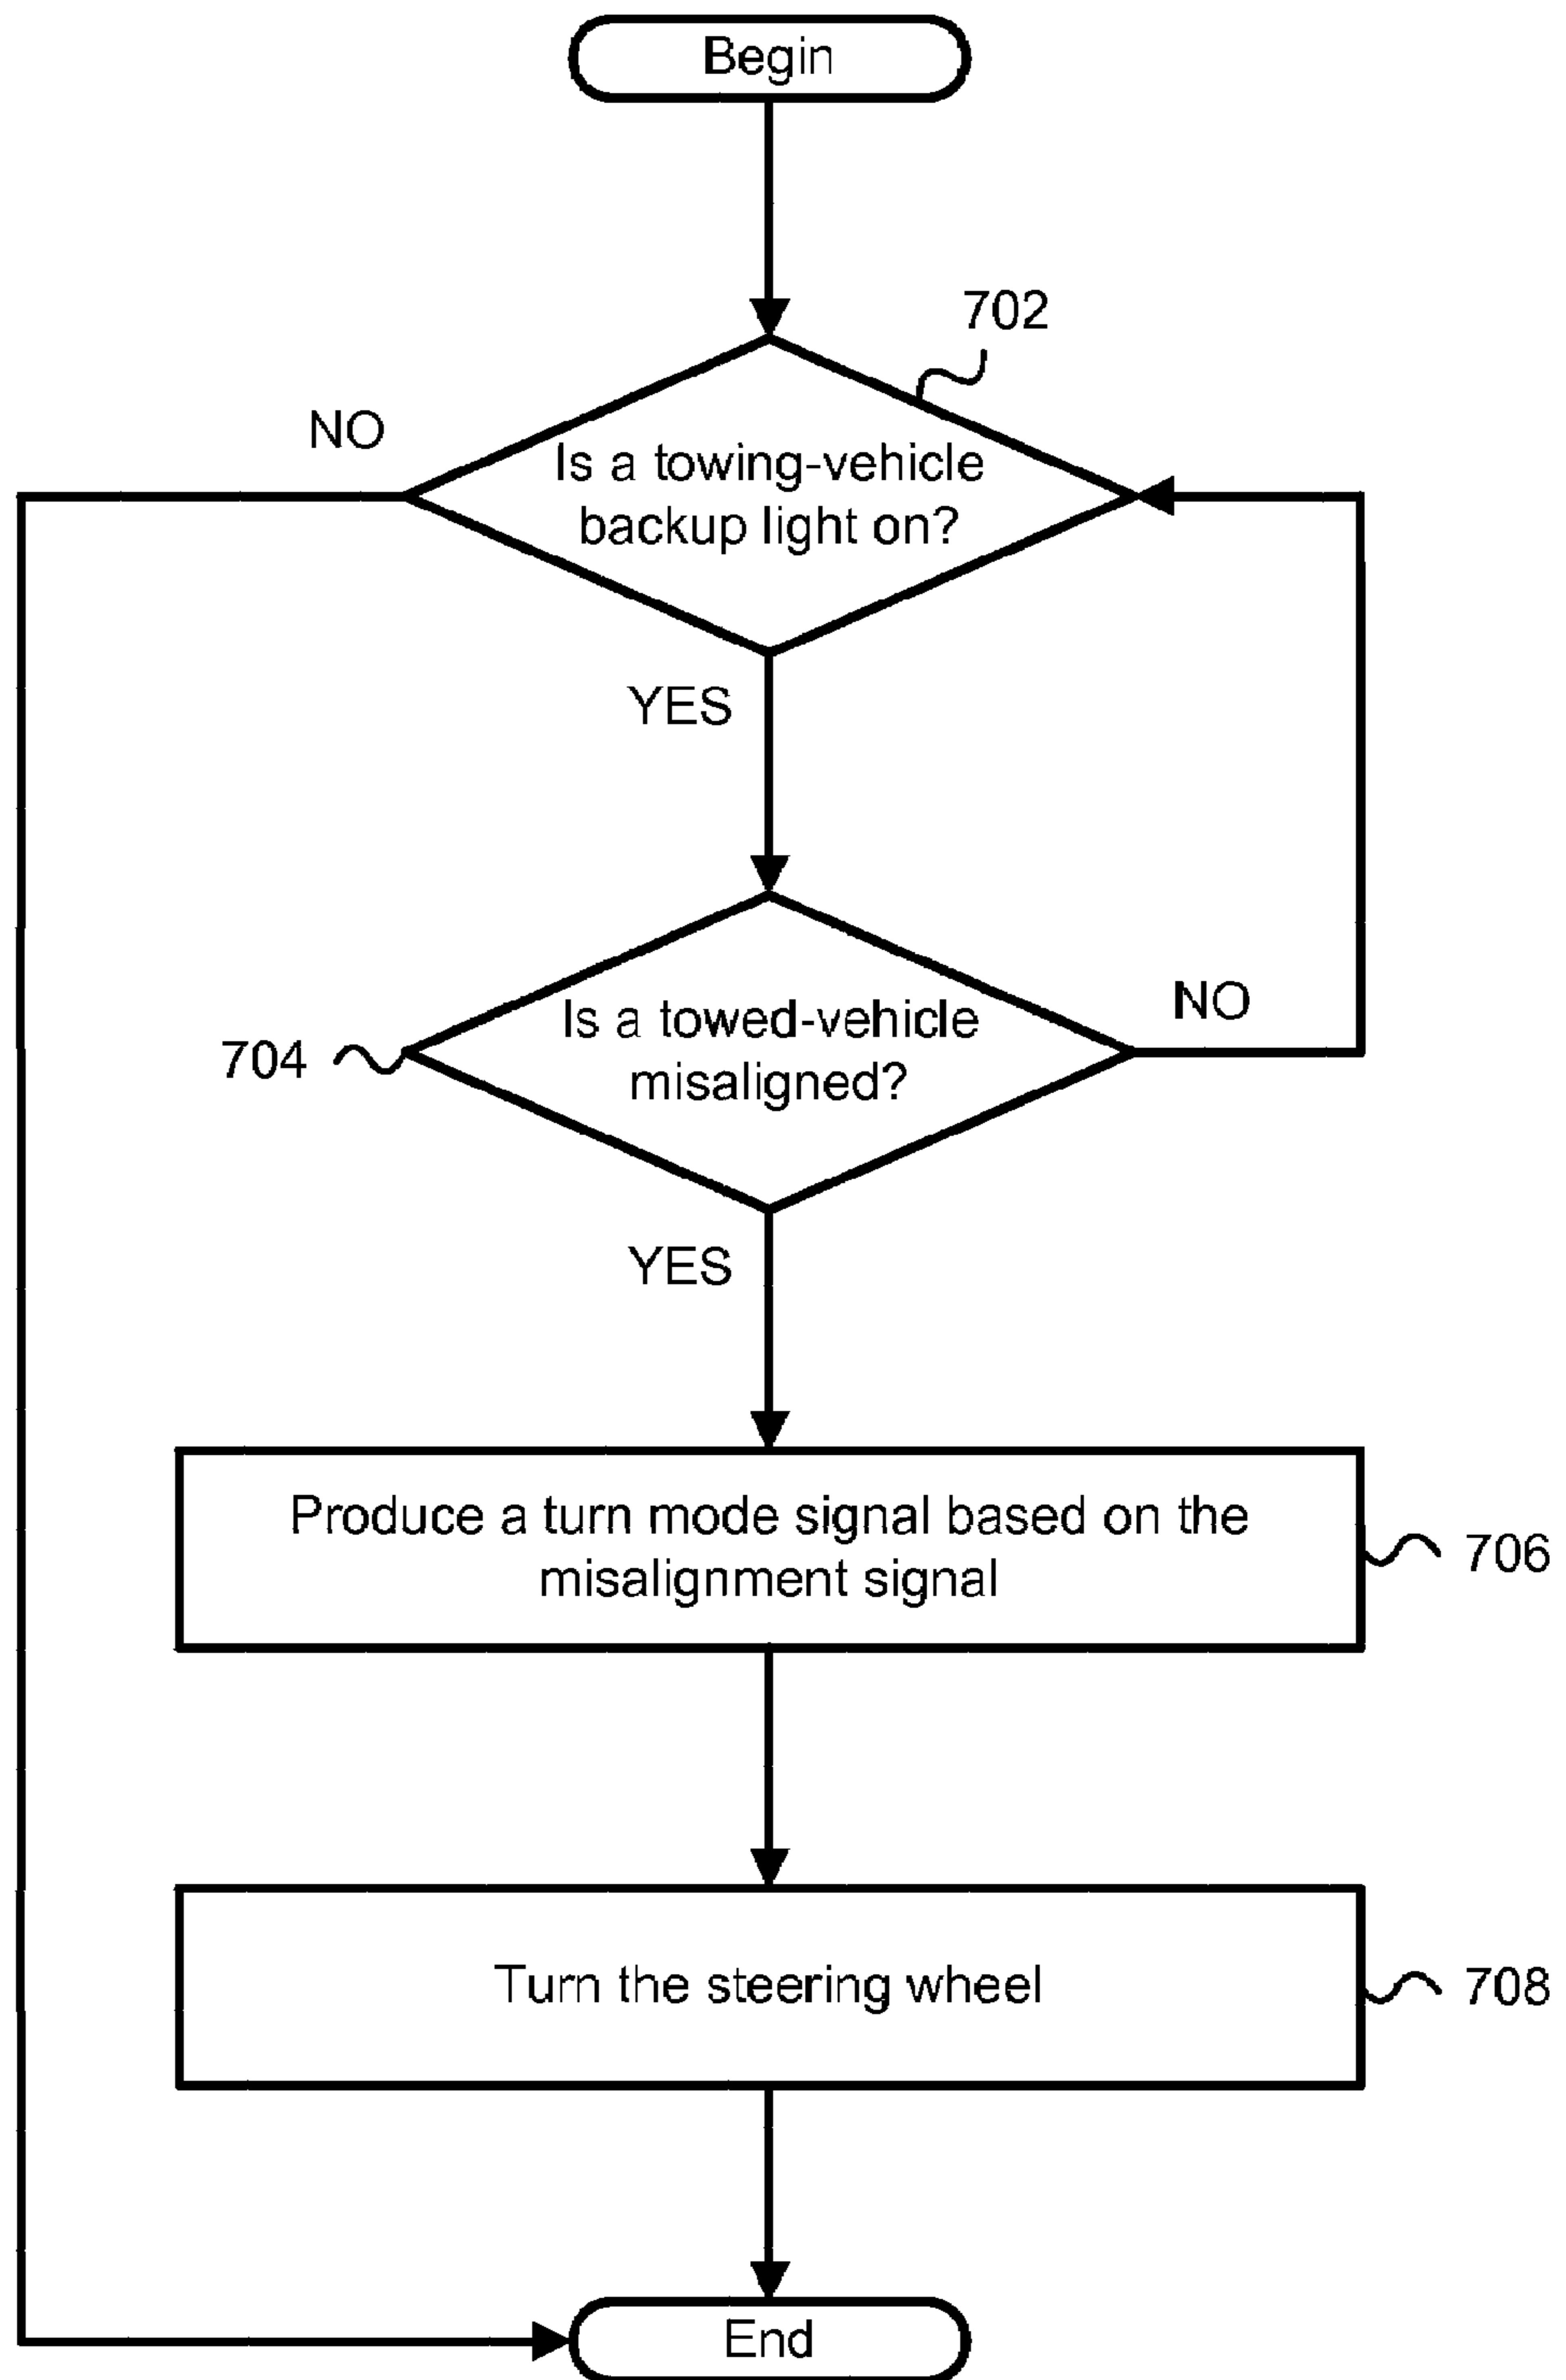 Begin
702
NO
Is a towing-vehicle
backup light on?
YES
NO
Is a towed-vehicle
misaligned?
704
YES
Produce a turn mode signal based on the
misalignment signal
706
Turn the steering wheel
708
End